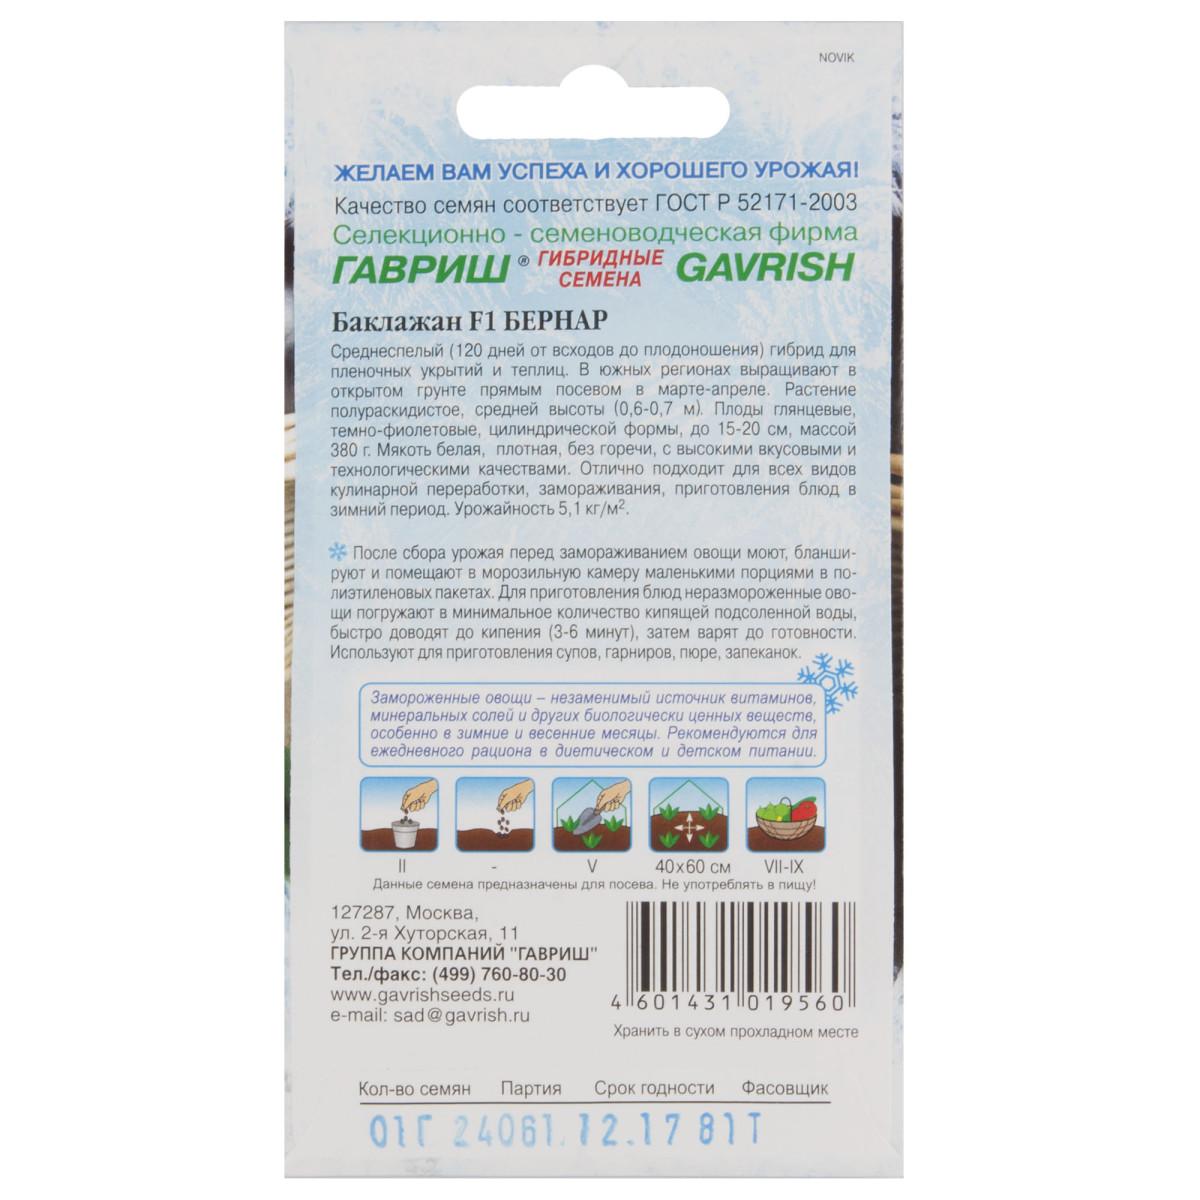 NOVIK
ЖЕЛАЕМ ВАМ УСПЕХА И ХОРОШЕГО УРОЖАЯ!
Качество семян соответствует ГОСТ Р 52171-2003
Селекционно - семеноводческая фирма
ГАВРИШ ® ГИБРИДНЫЕ СЕМЕНА GAVRISH
Баклажан F1 БЕРНАР
Среднеспелый (120 дней от всходов до плодоношения) гибрид для
пленочных укрытий и теплиц. В южных регионах выращивают в
открытом грунте прямым посевом в марте-апреле. Растение
полураскидистое, средней высоты (0,6-0,7 м). Плоды глянцевые,
темно-фиолетовые, цилиндрической формы, до 15-20 см, массой
380 г. Мякоть белая, плотная, без горечи, с высокими вкусовыми и
технологическими качествами. Отлично подходит для всех видов
кулинарной переработки, замораживания, приготовления блюд в
зимний период. Урожайность 5,1 кг/м².
После сбора урожая перед замораживанием овощи моют, бланши-
руют и помещают в морозильную камеру маленькими порциями в по-
лиэтиленовых пакетах. Для приготовления блюд неразмороженные ово-
щи погружают в минимальное количество кипящей подсоленной воды,
быстро доводят до кипения (3-6 минут), затем варят до готовности.
Используют для приготовления супов, гарниров, пюре, запеканок.
Замороженные овощи – незаменимый источник витаминов,
минеральных солей и других биологически ценных веществ,
особенно в зимние и весенние месяцы. Рекомендуются для
ежедневного рациона в диетическом и детском питании.
II - V 40x60 см VII-IX
Данные семена предназначены для посева. Не употреблять в пищу!
127287, Москва,
ул. 2-я Хуторская, 11
ГРУППА КОМПАНИЙ "ГАВРИШ"
Тел./факс: (499) 760-80-30
www.gavrishseeds.ru
e-mail: sad@gavrish.ru
4 601431 019560
Хранить в сухом прохладном месте
Кол-во семян Партия Срок годности Фасовщик
01Г 24061.12.17 81Т